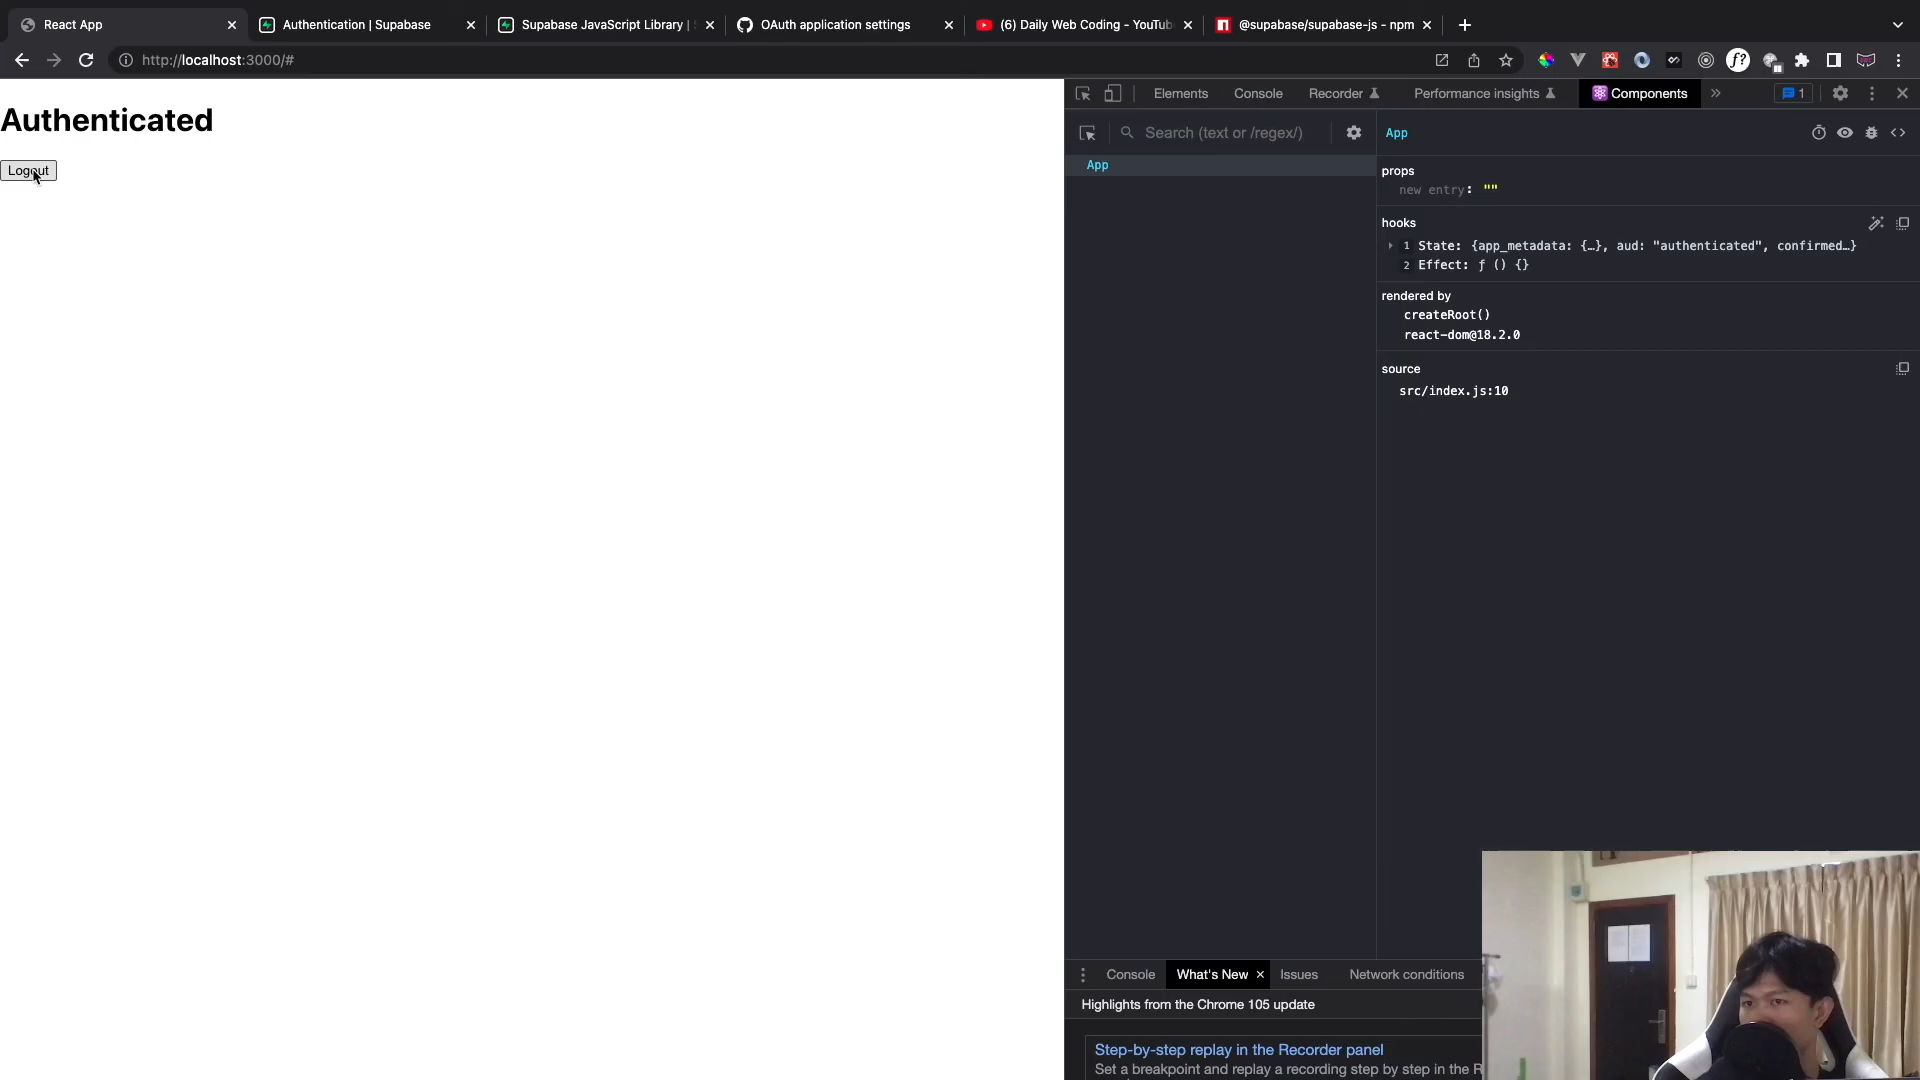 React App
Authentication | Supabase
Supabase JavaScript Library |
OAuth application settings
(6) Daily Web Coding - YouTub
@supabase/supabase-js - npm
http://localhost:3000/#
Authenticated
Logout
Elements
Console
Recorder
Performance insights
Components
1
Search (text or /regex/)
App
App
props
new entry: ""
hooks
1 State: {app_metadata: {…}, aud: "authenticated", confirmed…}
2 Effect: ƒ () {}
rendered by
createRoot()
react-dom@18.2.0
source
src/index.js:10
Console
What's New
Issues
Network conditions
Highlights from the Chrome 105 update
Step-by-step replay in the Recorder panel
Set a breakpoint and replay a recording step by step in the R